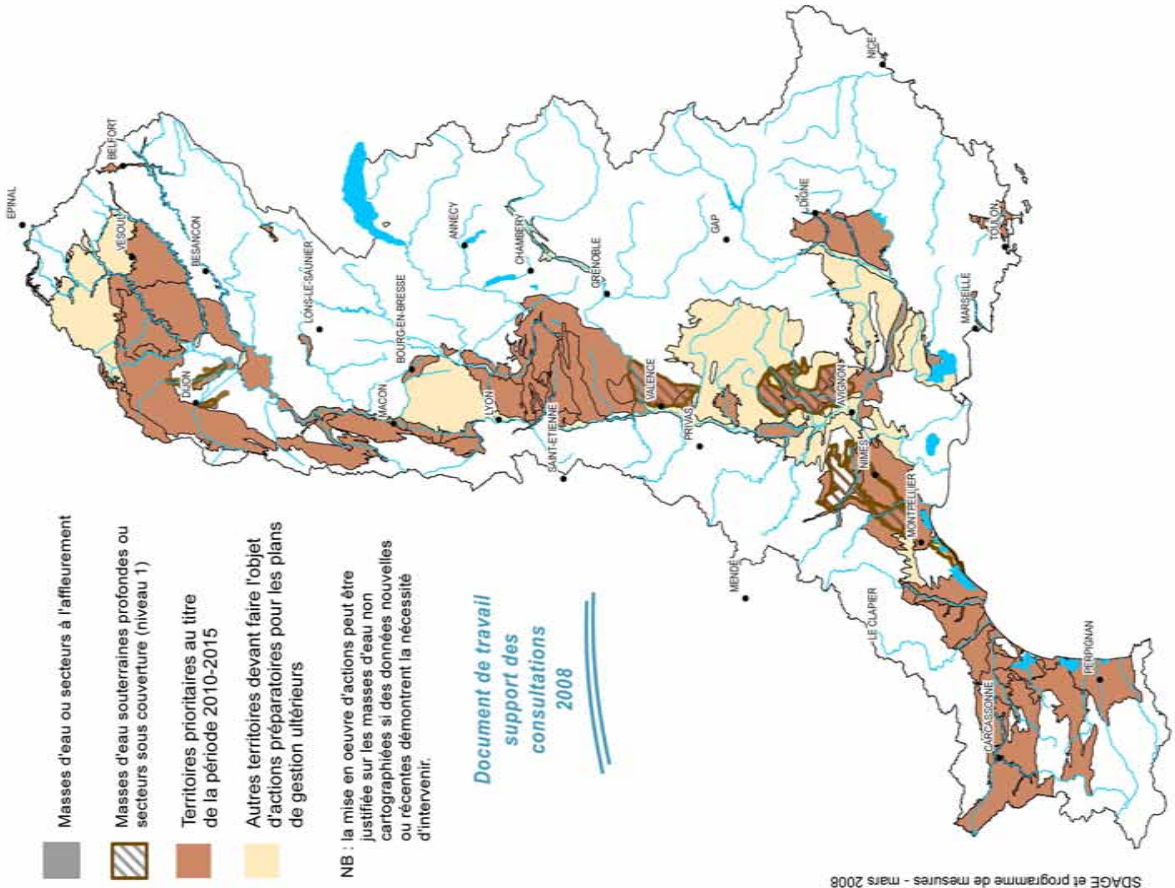 Masses d'eau ou secteurs à l'affleurement
Masses d'eau souterraines profondes ou
secteurs sous couverture (niveau 1)
Territoires prioritaires au titre
de la période 2010-2015
Autres territoires devant faire l'objet
d'actions préparatoires pour les plans
de gestion ultérieurs
NB : la mise en oeuvre d'actions peut être
justifiée sur les masses d'eau non
cartographiées si des données nouvelles
ou récentes démontrent la nécessité
d'intervenir.
Document de travail
support des
consultations
2008
EPINAL
BELFORT
VESOUL
BESANCON
DIJON
LONS-LE-SAUNIER
MACON
BOURG-EN-BRESSE
ANNECY
LYON
CHAMBERY
SAINT-ETIENNE
GRENOBLE
VALENCE
PRIVAS
GAP
MENDE
DIGNE
AVIGNON
NIMES
NICE
MONTPELLIER
LE CLAPIER
MARSEILLE
TOULON
CARCASSONNE
PERPIGNAN
SDAGE et programme de mesures - mars 2008